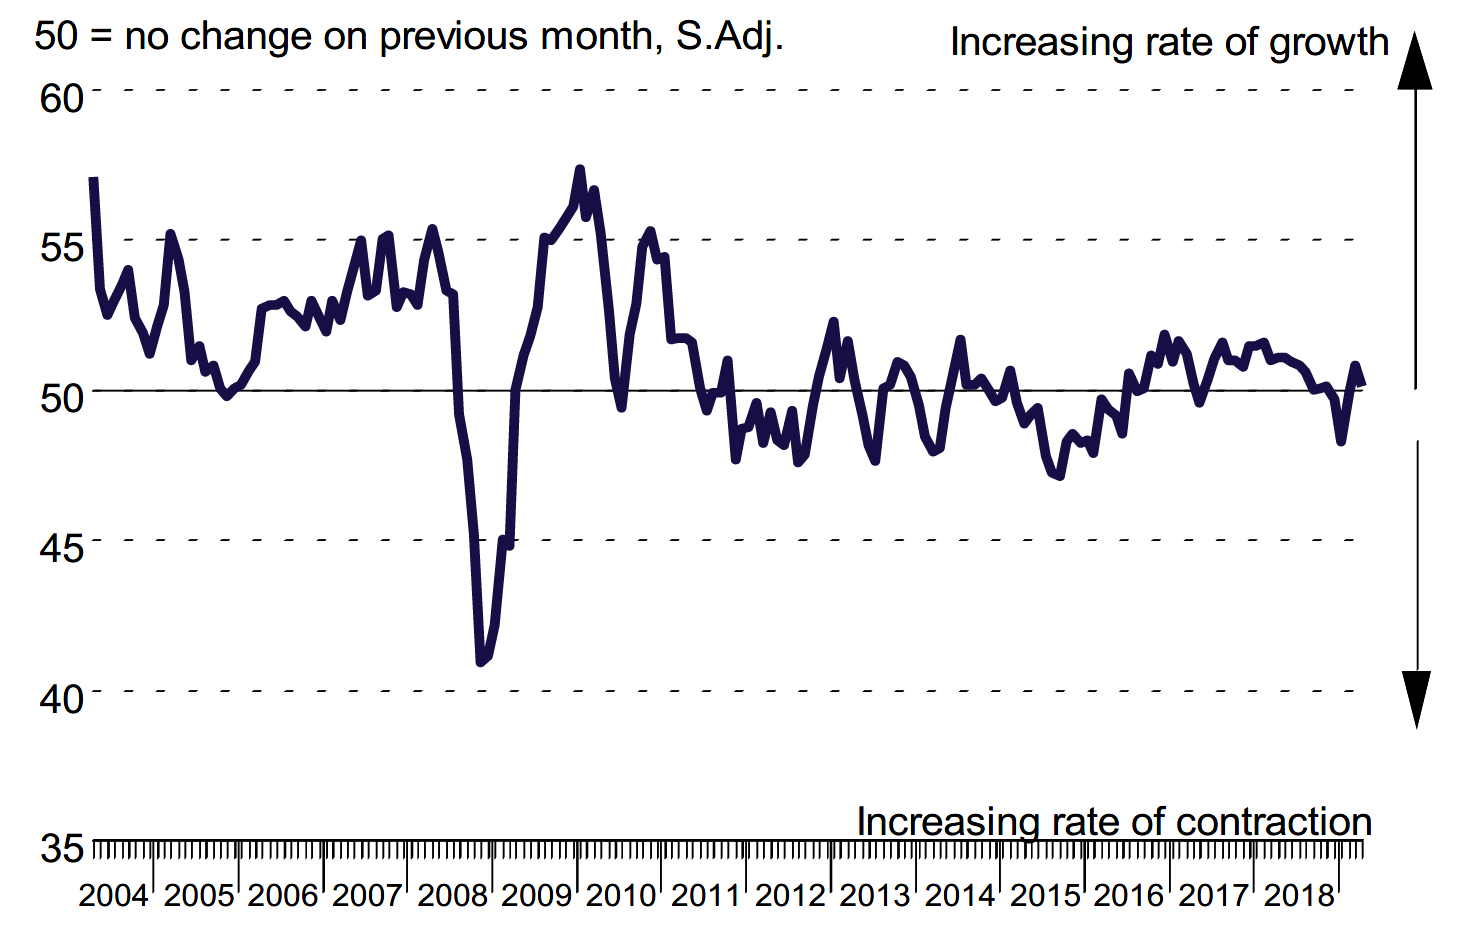 50 = no change on previous month, S.Adj.
Increasing rate of growth
60
55
50
45
40
Increasing rate of contraction
35
2004 2005 2006 2007 2008 2009 2010 2011 2012 2013 2014 2015 2016 2017 2018